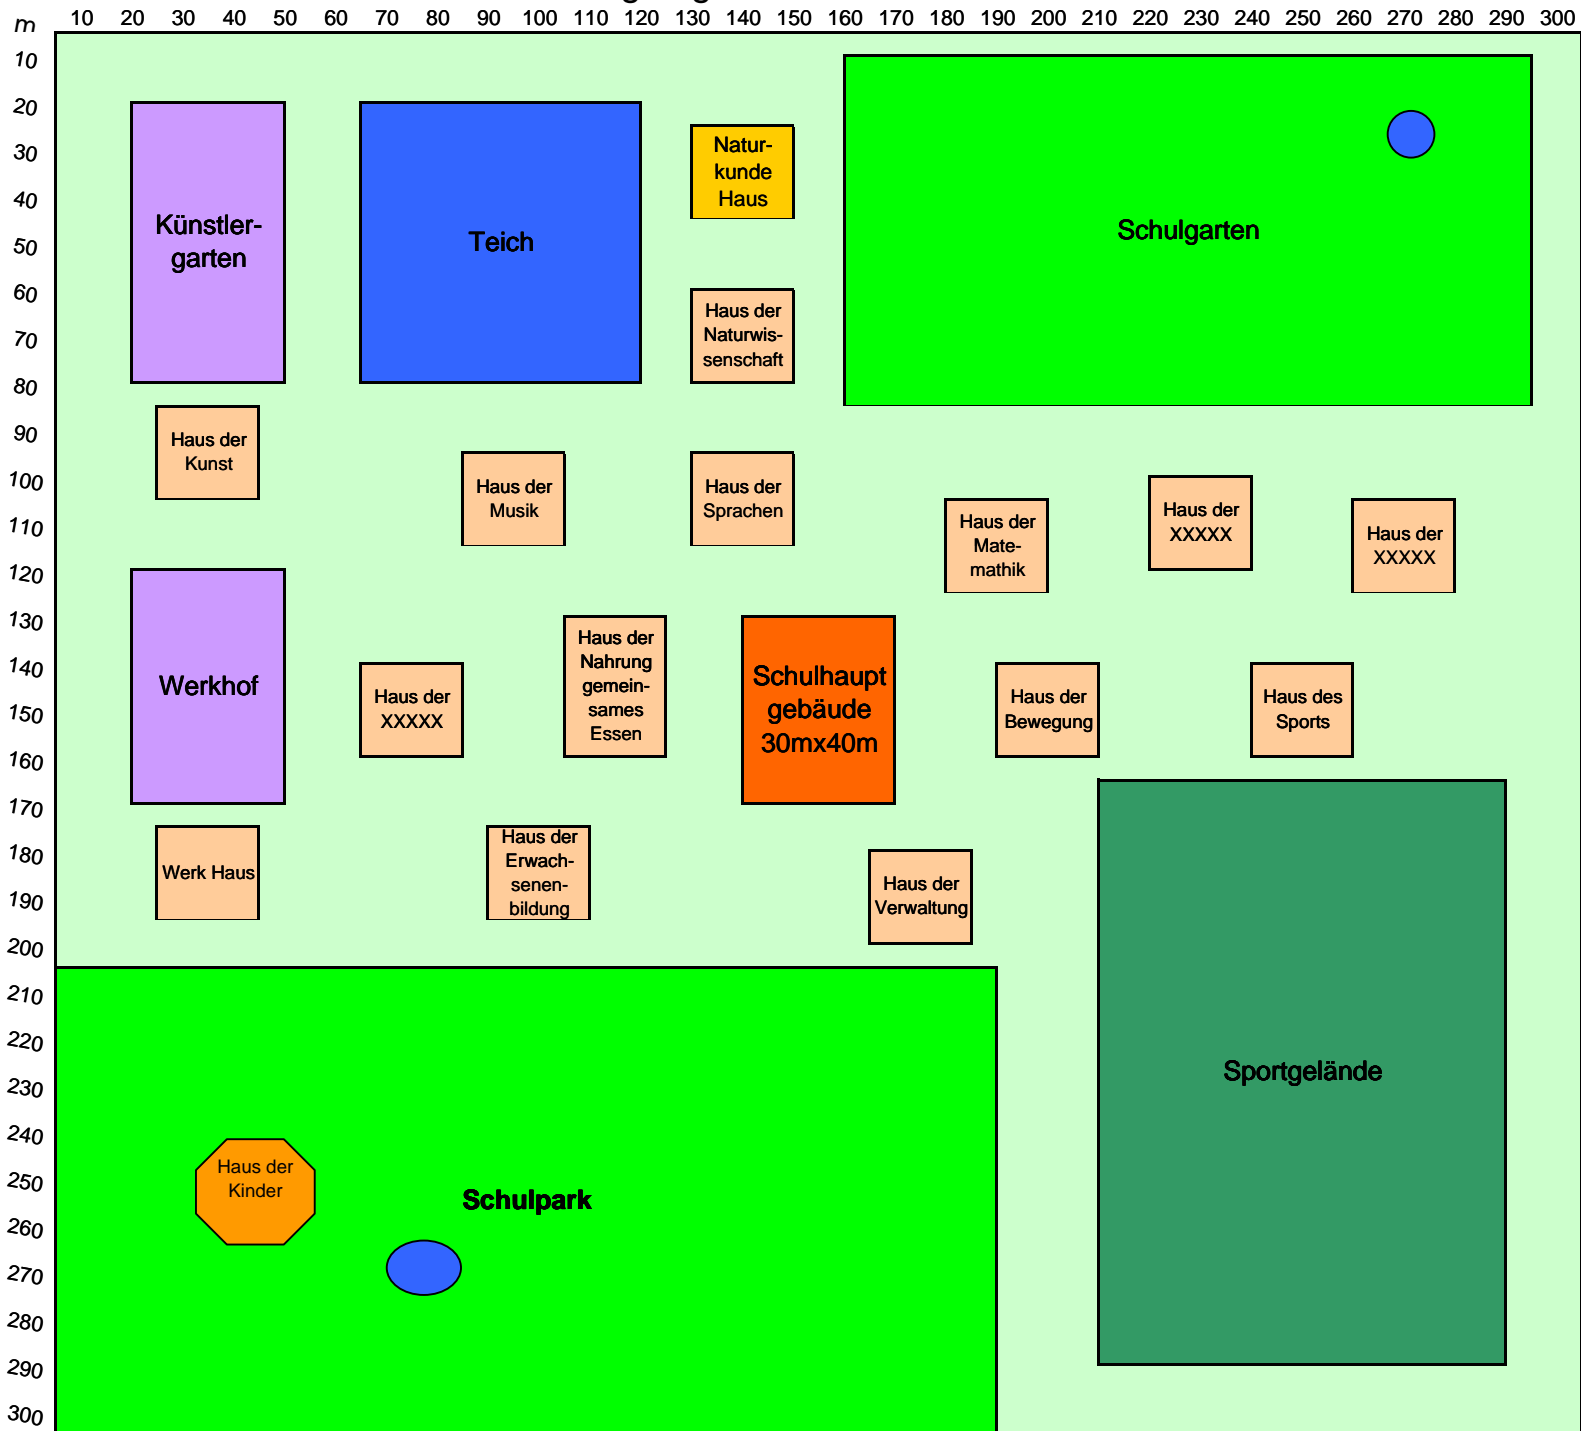 m 10 20 30 40 50 60 70 80 90 100 110 120 130 140 150 160 170 180 190 200 210 220 230 240 250 260 270 280 290 300
10
20
30
40
50
60
70
80
90
100
110
120
130
140
150
160
170
180
190
200
210
220
230
240
250
260
270
280
290
300
Künstler-
garten
Teich
Natur-
kunde
Haus
Schulgarten
Haus der
Naturwis-
senschaft
Haus der
Kunst
Haus der
Musik
Haus der
Sprachen
Haus der
Mate-
mathik
Haus der
XXXXX
Haus der
XXXXX
Werkhof
Haus der
XXXXX
Haus der
Nahrung
gemein-
sames
Essen
Schulhaupt
gebäude
30mx40m
Haus der
Bewegung
Haus des
Sports
Werk Haus
Haus der
Erwach-
senen-
bildung
Haus der
Verwaltung
Sportgelände
Haus der
Kinder
Schulpark